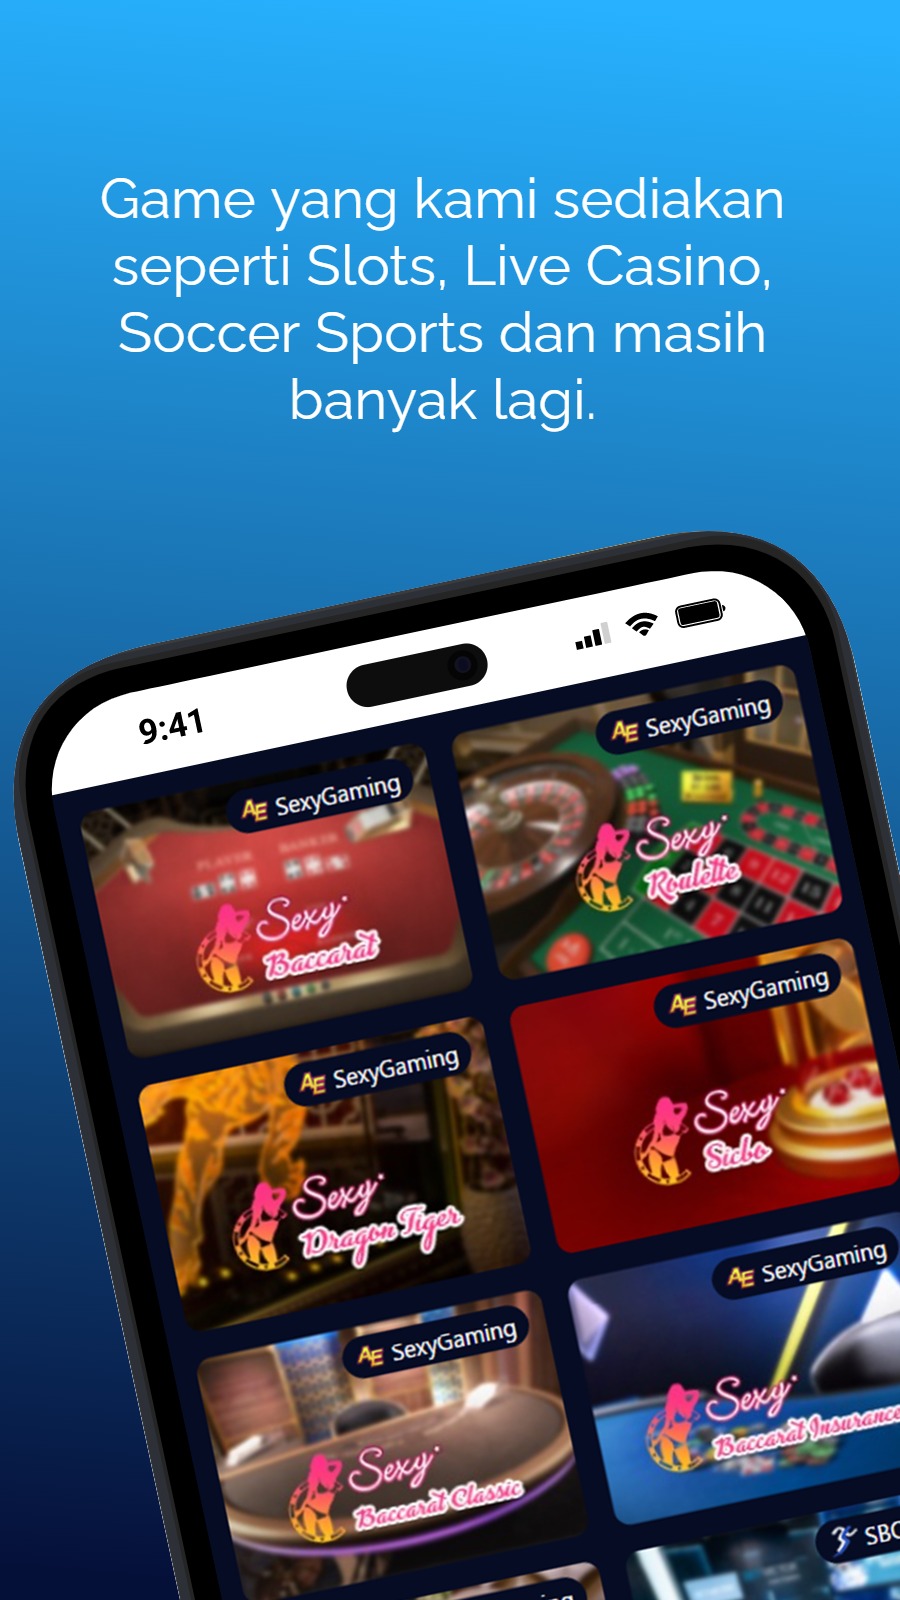 Game yang kami sediakan
seperti Slots, Live Casino,
Soccer Sports dan masih
banyak lagi.
9:41
AE SexyGaming
PLAYER
BANKER
Sexy
Baccarat
AE SexyGaming
Sexy
Roulette
AE SexyGaming
Sexy
Dragon Tiger
AE SexyGaming
Sexy
Sicbo
AE SexyGaming
Sexy
Baccarat Classic
AE SexyGaming
Sexy
Baccarat Insurance